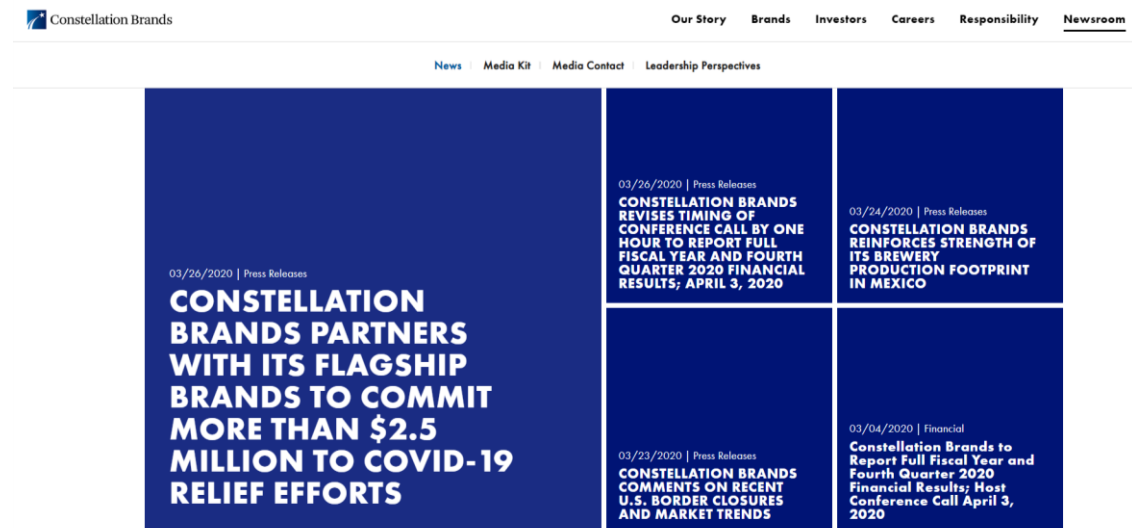 Constellation Brands
Our Story Brands Investors Careers Responsibility Newsroom
News Media Kit Media Contact Leadership Perspectives
03/26/2020 | Press Releases
CONSTELLATION
BRANDS PARTNERS
WITH ITS FLAGSHIP
BRANDS TO COMMIT
MORE THAN $2.5
MILLION TO COVID-19
RELIEF EFFORTS
03/26/2020 | Press Releases
CONSTELLATION BRANDS
REVISES TIMING OF
CONFERENCE CALL BY ONE
HOUR TO REPORT FULL
FISCAL YEAR AND FOURTH
QUARTER 2020 FINANCIAL
RESULTS; APRIL 3, 2020
03/24/2020 | Press Releases
CONSTELLATION BRANDS
REINFORCES STRENGTH OF
ITS BREWERY
PRODUCTION FOOTPRINT
IN MEXICO
03/23/2020 | Press Releases
CONSTELLATION BRANDS
COMMENTS ON RECENT
U.S. BORDER CLOSURES
AND MARKET TRENDS
03/04/2020 | Financial
Constellation Brands to
Report Full Fiscal Year and
Fourth Quarter 2020
Financial Results; Host
Conference Call April 3,
2020